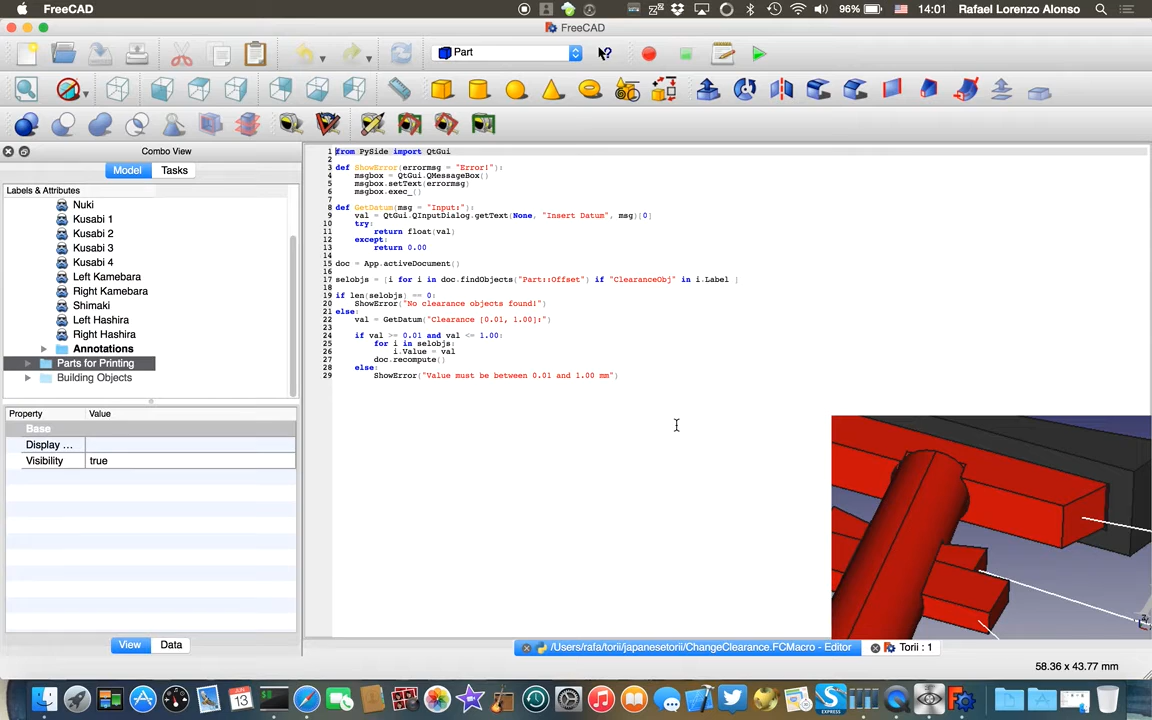 96%
14:01
Rafael Lorenzo Alonso
FreeCAD
Part
Combo View
Model
Tasks
Labels & Attributes
Nuki
Kusabi 1
Kusabi 2
Kusabi 3
Kusabi 4
Left Kamebara
Right Kamebara
Shimaki
Left Hashira
Right Hashira
Annotations
Parts for Printing
Building Objects
Property Value
Base
Display ...
Visibility true
View
Data
1 from PySide import QtGui
2
3 def ShowError(errormsg = "Error!"):
4 msgbox = QtGui.QMessageBox()
5 msgbox.setText(errormsg)
6 msgbox.exec_()
7
8 def GetDatum(msg = "Input:"):
9 val = QtGui.QInputDialog.getText(None, "Insert Datum", msg)[0]
10 try:
11 return float(val)
12 except:
13 return 0.00
14
15 doc = App.activeDocument()
16
17 selobjs = [i for i in doc.findObjects("Part::Offset") if "ClearanceObj" in i.Label ]
18
19 if len(selobjs) == 0:
20 ShowError("No clearance objects found!")
21 else:
22 val = GetDatum("Clearance [0.01, 1.00]:")
23
24 if val >= 0.01 and val <= 1.00:
25 for i in selobjs:
26 i.Value = val
27 doc.recompute()
28 else:
29 ShowError("Value must be between 0.01 and 1.00 mm")
/Users/rafa/torii/japanesetorii/ChangeClearance.FCMacro - Editor
Torii : 1
58.36 x 43.77 mm
13
EXPRESS